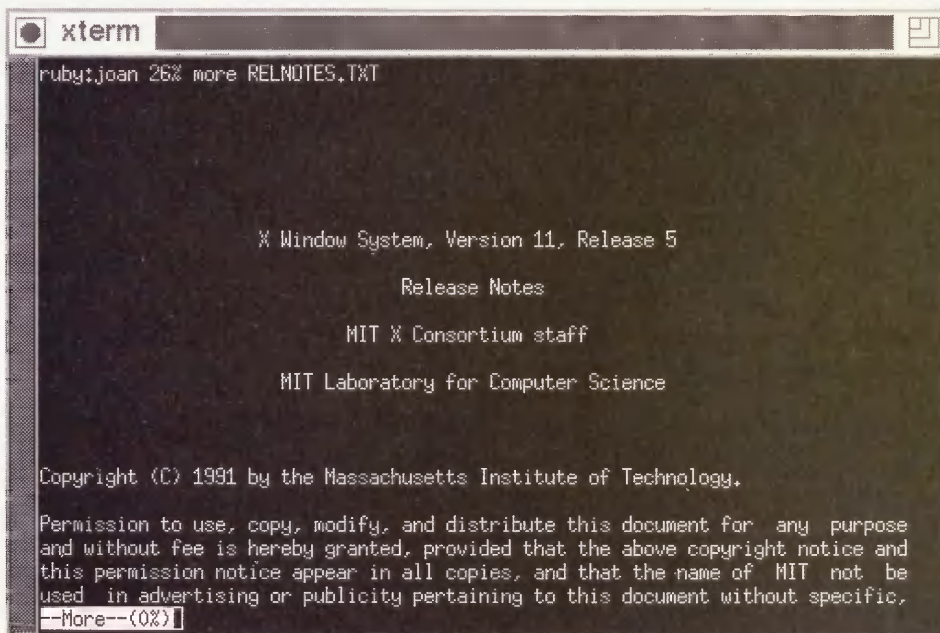 xterm
ruby:joan 26% more RELNOTES.TXT
X Window System, Version 11, Release 5
Release Notes
MIT X Consortium staff
MIT Laboratory for Computer Science
Copyright (C) 1991 by the Massachusetts Institute of Technology.
Permission to use, copy, modify, and distribute this document for any purpose
and without fee is hereby granted, provided that the above copyright notice and
this permission notice appear in all copies, and that the name of MIT not be
used in advertising or publicity pertaining to this document without specific,
--More--(0%)